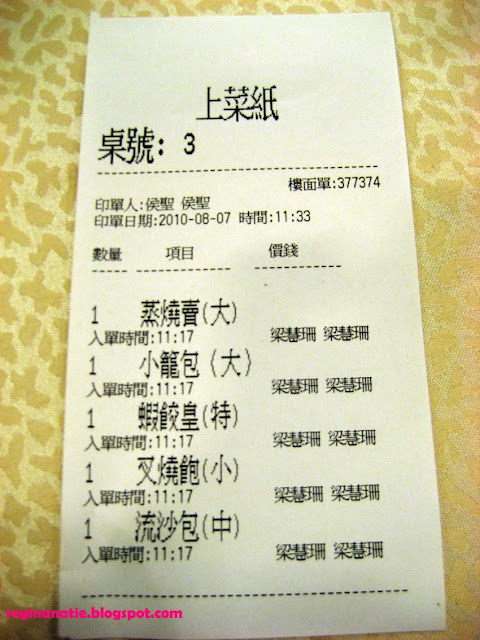 上菜紙
桌號: 3
樓面單:377374
印單人:侯聖 侯聖
印單日期:2010-08-07 時間:11:33
數量 項目 價錢
1 蒸燒賣(大)
入單時間:11:17 梁慧珊 梁慧珊
1 小籠包(大)
入單時間:11:17 梁慧珊 梁慧珊
1 蝦餃皇(特)
入單時間:11:17 梁慧珊 梁慧珊
1 叉燒飽(小)
入單時間:11:17 梁慧珊 梁慧珊
1 流沙包(中)
入單時間:11:17 梁慧珊 梁慧珊
reginanatie.blogspot.com